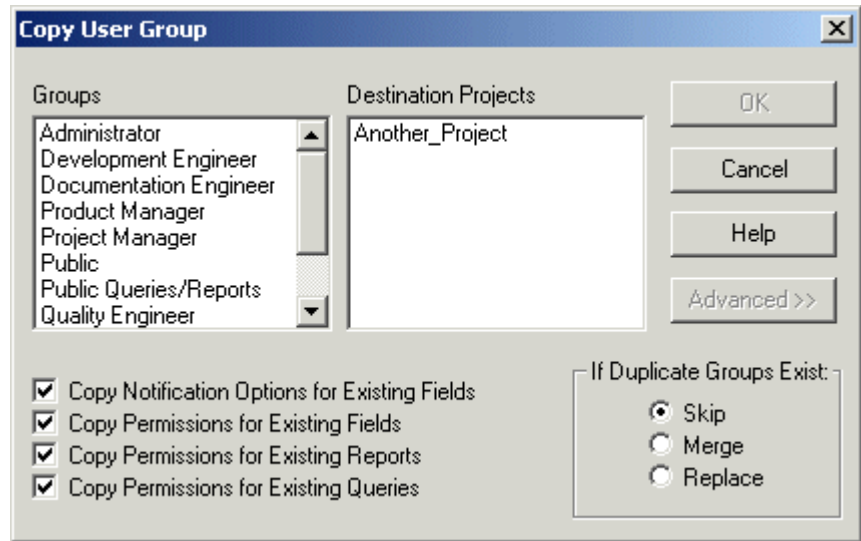 Copy User Group
Groups
Administrator
Development Engineer
Documentation Engineer
Product Manager
Project Manager
Public
Public Queries/Reports
Quality Engineer
Destination Projects
Another_Project
OK
Cancel
Help
Advanced >>
Copy Notification Options for Existing Fields
Copy Permissions for Existing Fields
Copy Permissions for Existing Reports
Copy Permissions for Existing Queries
If Duplicate Groups Exist:
Skip
Merge
Replace